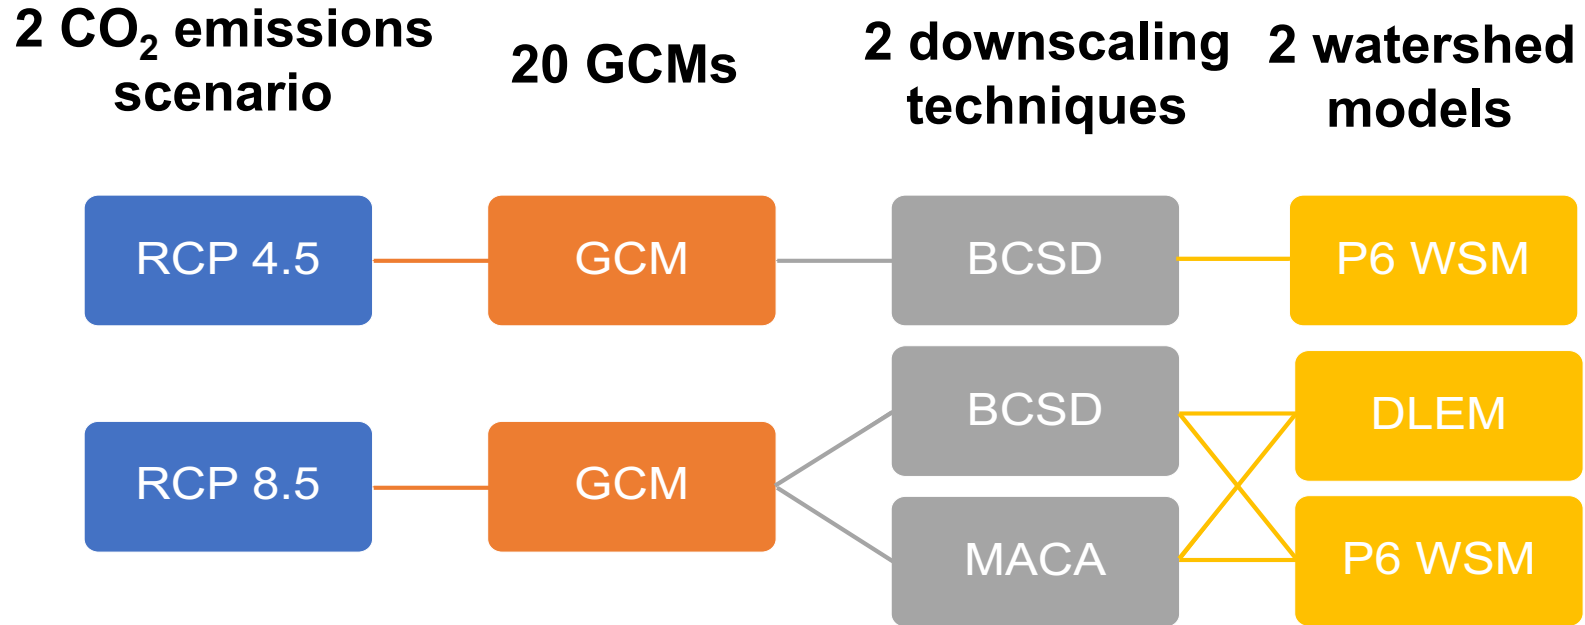 2 CO₂ emissions
scenario
20 GCMs
2 downscaling
techniques
2 watershed
models
RCP 4.5
GCM
BCSD
P6 WSM
RCP 8.5
GCM
BCSD
DLEM
MACA
P6 WSM